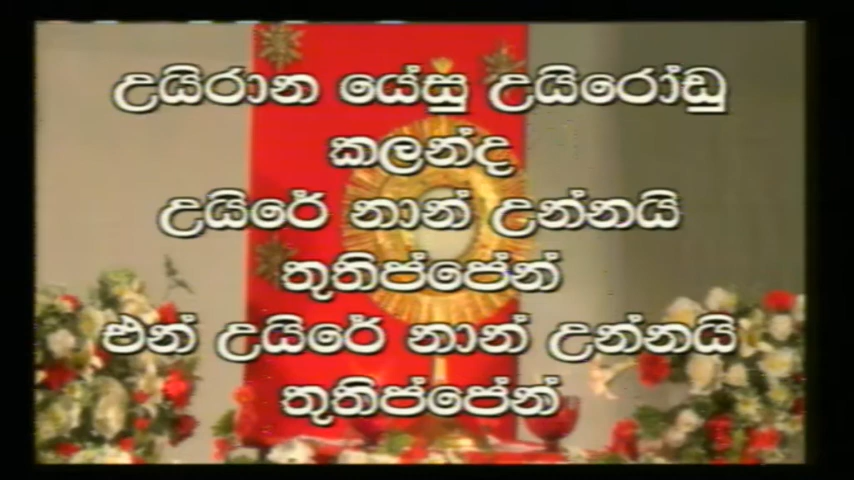 උයිරාන යේසු උයිරෝඩු
කලන්ද
උයිරේ නාන් උන්නයි
තුතිප්පේන්
එන් උයිරේ නාන් උන්නයි
තුතිප්පේන්